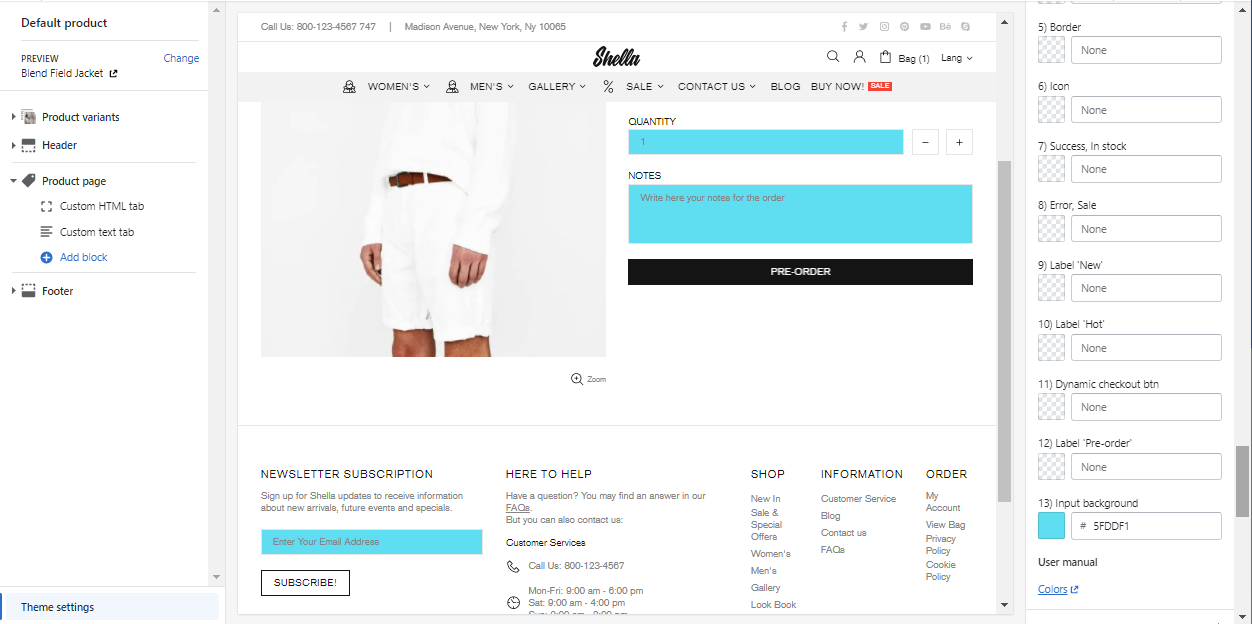 Default product
PREVIEW
Change
Blend Field Jacket
Product variants
Header
Product page
Custom HTML tab
Custom text tab
Add block
Footer
Theme settings
Call Us: 800-123-4567 747 | Madison Avenue, New York, Ny 10065
Bē
Shella
Bag (1)
Lang
WOMEN'S
MEN'S
GALLERY
% SALE
CONTACT US
BLOG
BUY NOW! SALE
QUANTITY
1
− +
NOTES
Write here your notes for the order
PRE-ORDER
Zoom
NEWSLETTER SUBSCRIPTION
Sign up for Shella updates to receive information
about new arrivals, future events and specials.
Enter Your Email Address
SUBSCRIBE!
HERE TO HELP
Have a question? You may find an answer in our
FAQs.
But you can also contact us:
Customer Services
Call Us: 800-123-4567
Mon-Fri: 9:00 am - 6:00 pm
Sat: 9:00 am - 4:00 pm
SHOP
New In
Sale &
Special
Offers
Women's
Men's
Gallery
Look Book
INFORMATION
Customer Service
Blog
Contact us
FAQs
ORDER
My
Account
View Bag
Privacy
Policy
Cookie
Policy
5) Border
None
6) Icon
None
7) Success, In stock
None
8) Error, Sale
None
9) Label 'New'
None
10) Label 'Hot'
None
11) Dynamic checkout btn
None
12) Label 'Pre-order'
None
13) Input background
# 5FDDF1
User manual
Colors